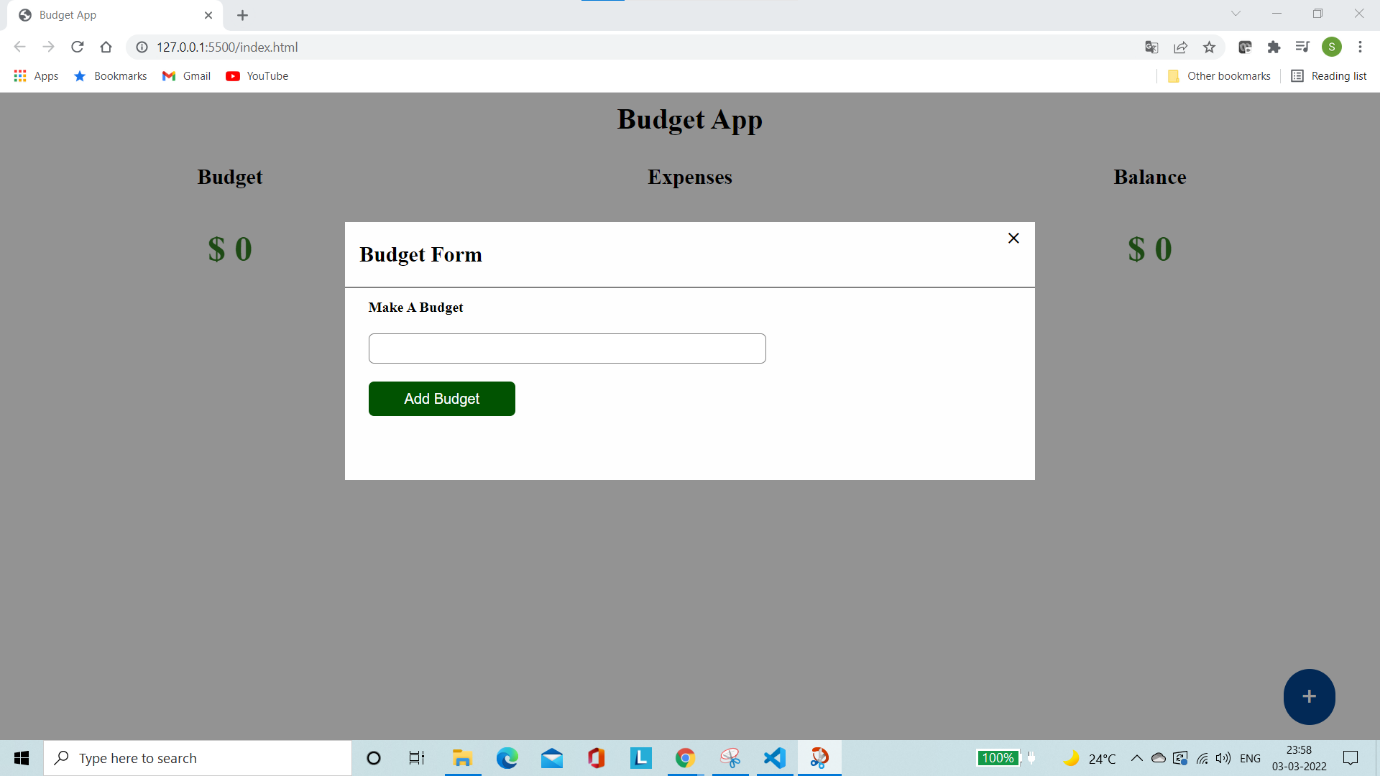 Budget App
127.0.0.1:5500/index.html
S
Apps Bookmarks Gmail YouTube Other bookmarks Reading list
Budget App
Budget Expenses Balance
$ 0 $ 0
Budget Form
Make A Budget
Add Budget
+
Type here to search
100% 24°C ENG 23:58
03-03-2022